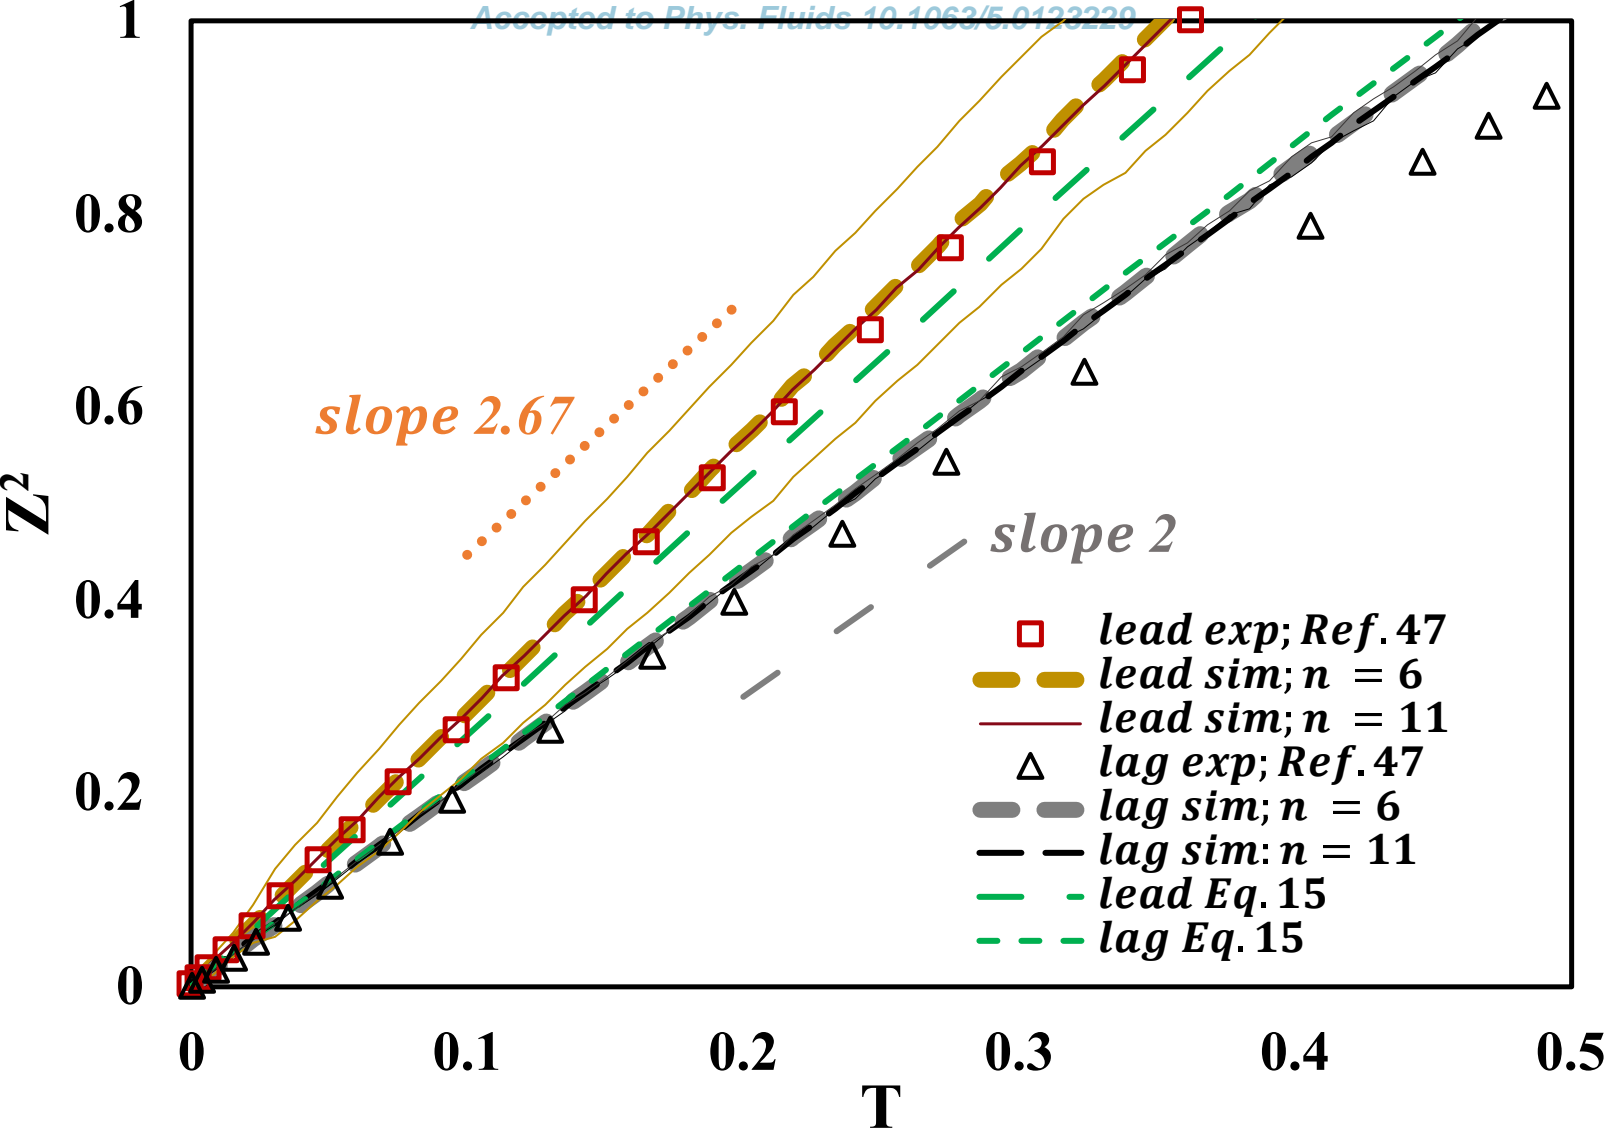 Accepted to Phys. Fluids 10.1063/5.0123229
1
0.8
0.6
0.4
0.2
0
Z²
slope 2.67
slope 2
lead exp; Ref. 47
lead sim; n = 6
lead sim; n = 11
lag exp; Ref. 47
lag sim; n = 6
lag sim: n = 11
lead Eq. 15
lag Eq. 15
0 0.1 0.2 0.3 0.4 0.5
T